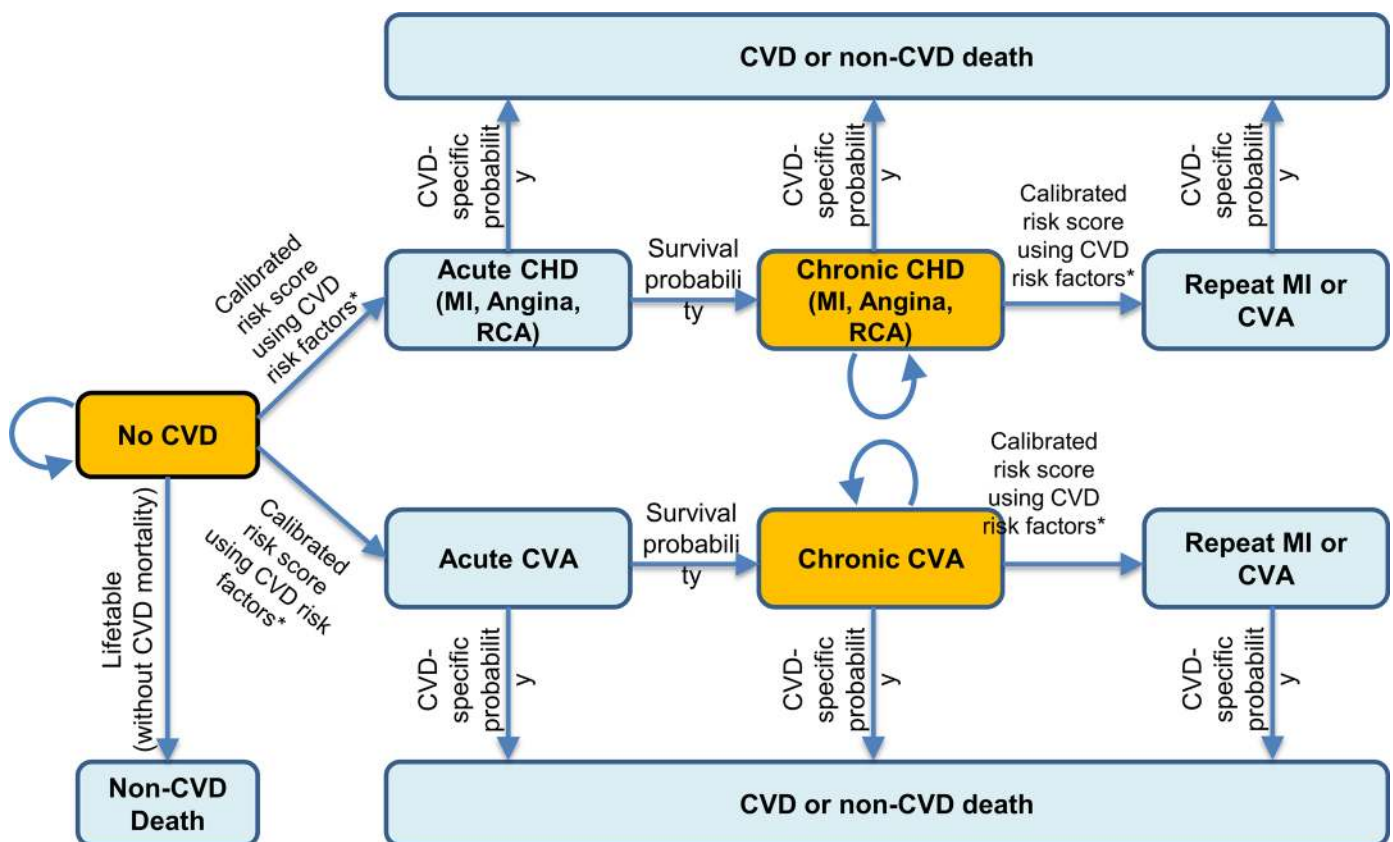 CVD or non-CVD death
CVD-
specific
probabilit
y
CVD-
specific
probabilit
y
CVD-
specific
probabilit
y
Calibrated
risk score
using CVD
risk factors*
Acute CHD
(MI, Angina,
RCA)
Survival
probabili
ty
Chronic CHD
(MI, Angina,
RCA)
Calibrated
risk score
using CVD
risk factors*
Repeat MI or
CVA
No CVD
Calibrated
risk score
using CVD risk
factors*
Acute CVA
Survival
probabili
ty
Chronic CVA
Calibrated
risk score
using CVD
risk factors*
Repeat MI or
CVA
Lifetable
(without CVD mortality)
CVD-
specific
probabilit
y
CVD-
specific
probabilit
y
CVD-
specific
probabilit
y
Non-CVD
Death
CVD or non-CVD death